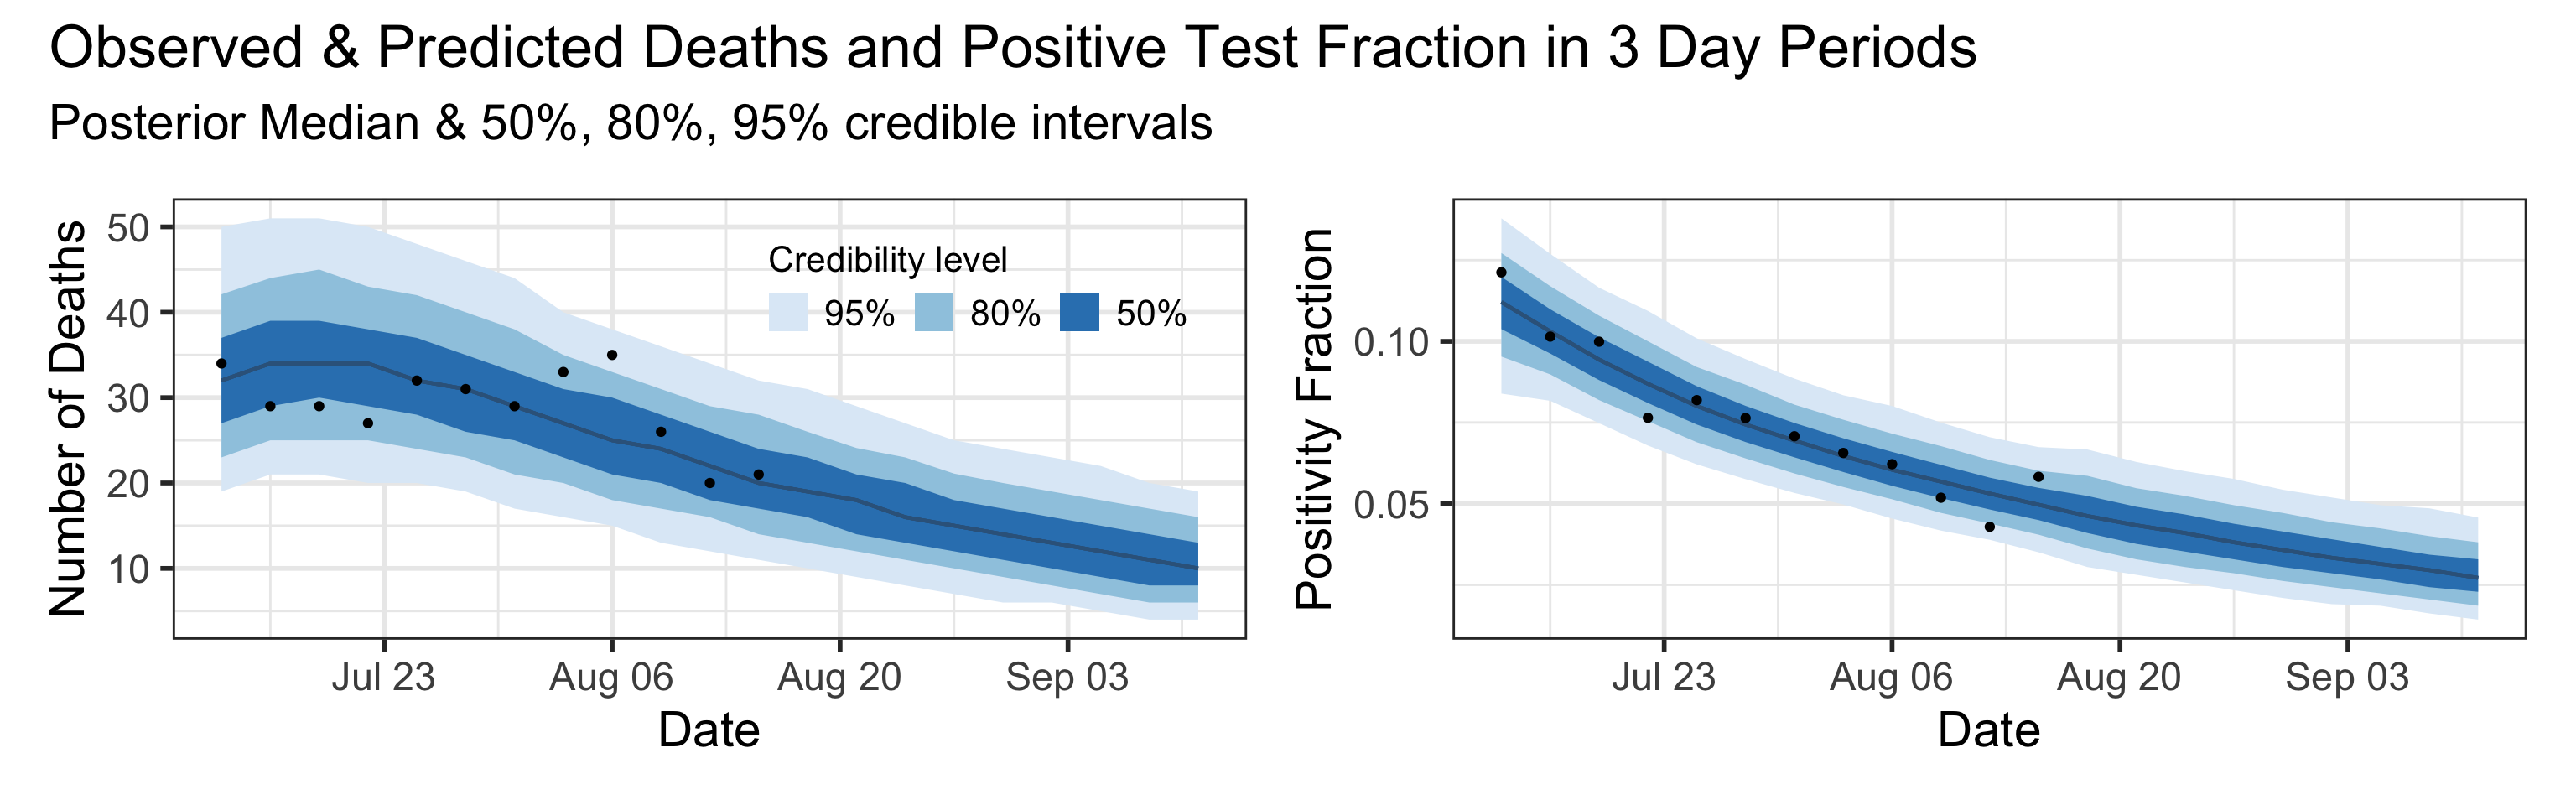 Observed & Predicted Deaths and Positive Test Fraction in 3 Day Periods
Posterior Median & 50%, 80%, 95% credible intervals
Number of Deaths
50
40
30
20
10
Credibility level
95% 80% 50%
Jul 23 Aug 06 Aug 20 Sep 03
Date
Positivity Fraction
0.10
0.05
Jul 23 Aug 06 Aug 20 Sep 03
Date